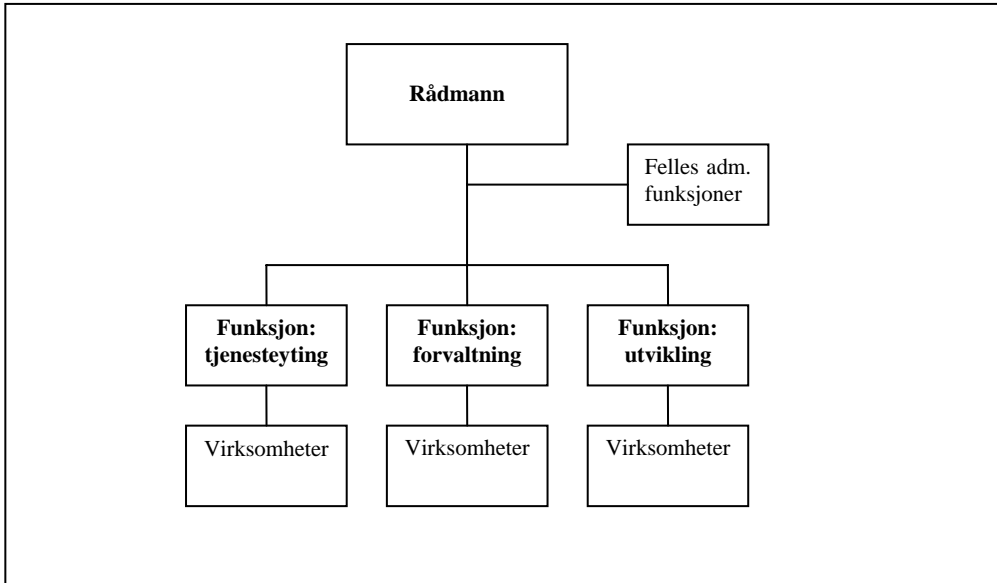 Rådmann
Felles adm.
funksjoner
Funksjon:
tjenesteyting
Funksjon:
forvaltning
Funksjon:
utvikling
Virksomheter
Virksomheter
Virksomheter